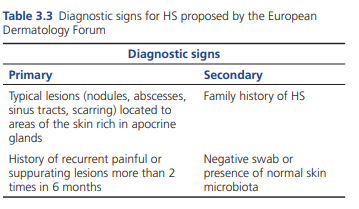 Table 3.3 Diagnostic signs for HS proposed by the European
Dermatology Forum
Diagnostic signs
Primary Secondary
Typical lesions (nodules, abscesses,
sinus tracts, scarring) located to
areas of the skin rich in apocrine
glands
Family history of HS
History of recurrent painful or
suppurating lesions more than 2
times in 6 months
Negative swab or
presence of normal skin
microbiota